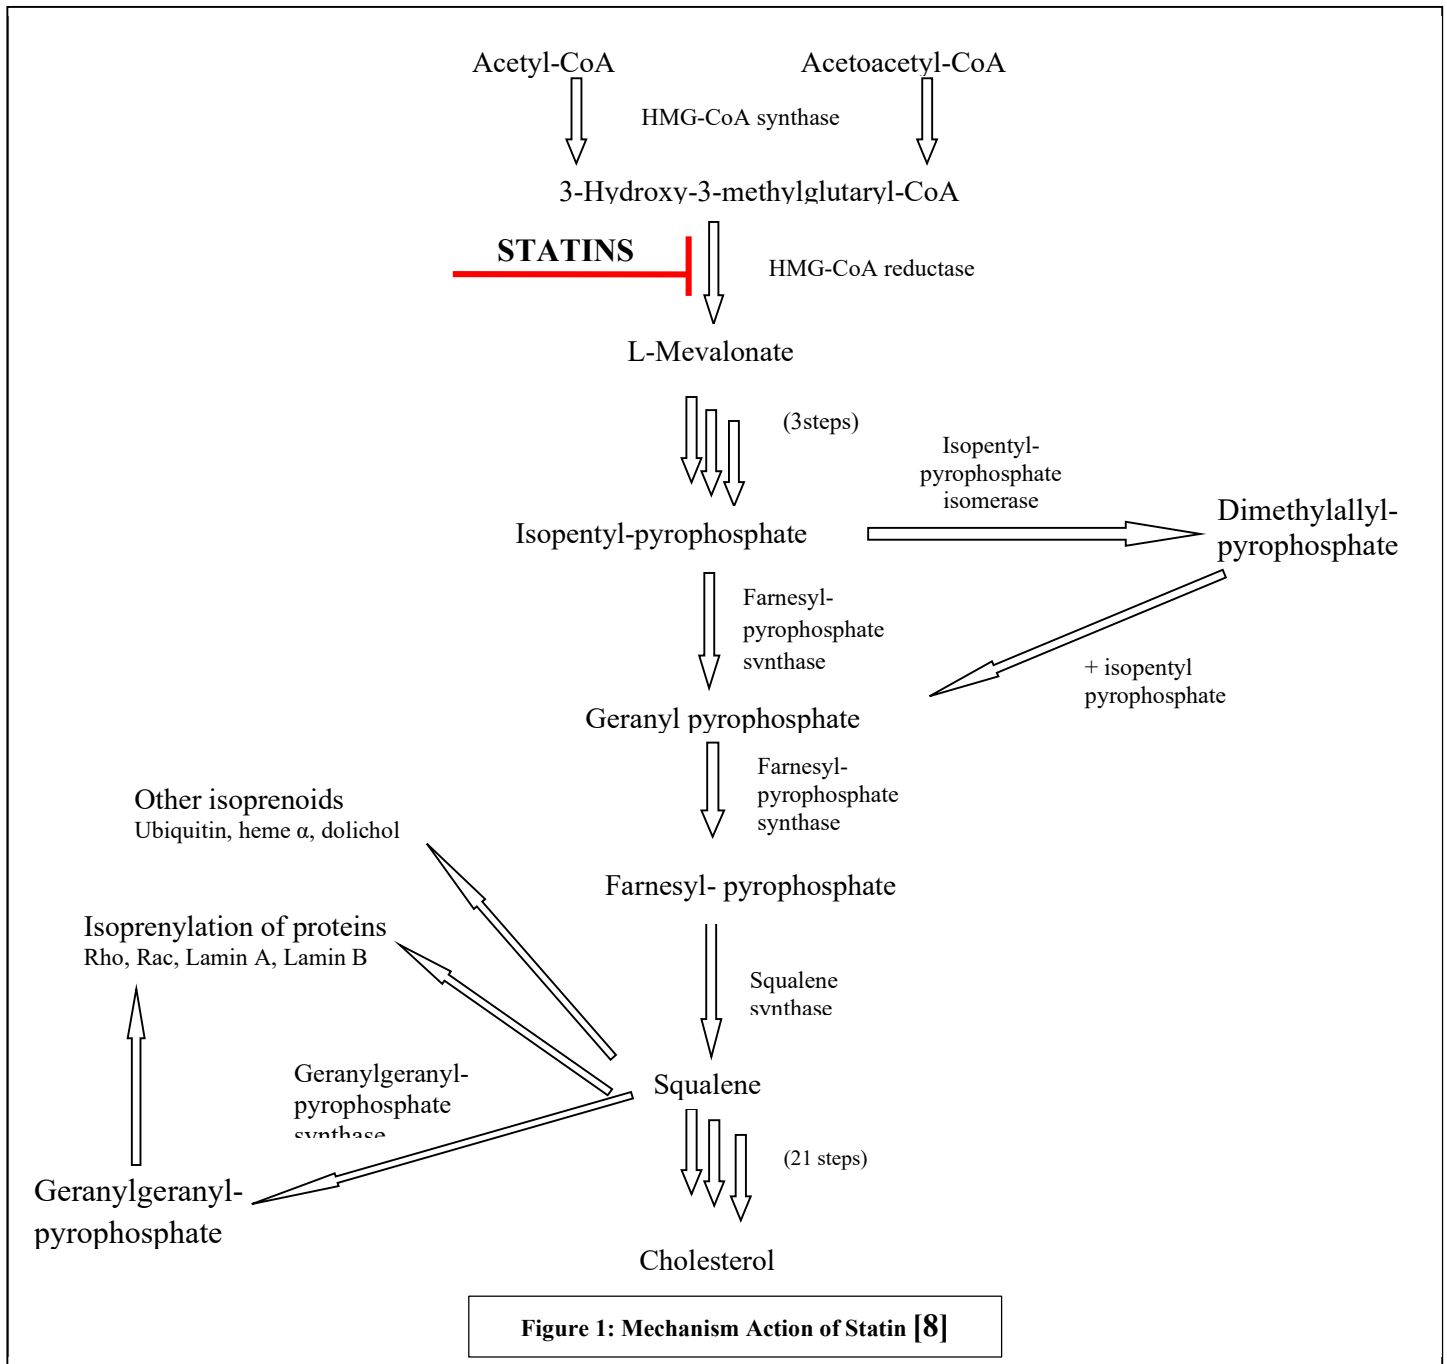 Acetyl-CoA
Acetoacetyl-CoA
HMG-CoA synthase
3-Hydroxy-3-methylglutaryl-CoA
STATINS
HMG-CoA reductase
L-Mevalonate
(3steps)
Isopentyl-
pyrophosphate
isomerase
Isopentyl-pyrophosphate
Dimethylallyl-
pyrophosphate
Farnesyl-
pyrophosphate
synthase
+ isopentyl
pyrophosphate
Geranyl pyrophosphate
Farnesyl-
pyrophosphate
synthase
Other isoprenoids
Ubiquitin, heme α, dolichol
Farnesyl- pyrophosphate
Isoprenylation of proteins
Rho, Rac, Lamin A, Lamin B
Squalene
synthase
Geranylgeranyl-
pyrophosphate
synthase
Squalene
(21 steps)
Geranylgeranyl-
pyrophosphate
Cholesterol
Figure 1: Mechanism Action of Statin [8]